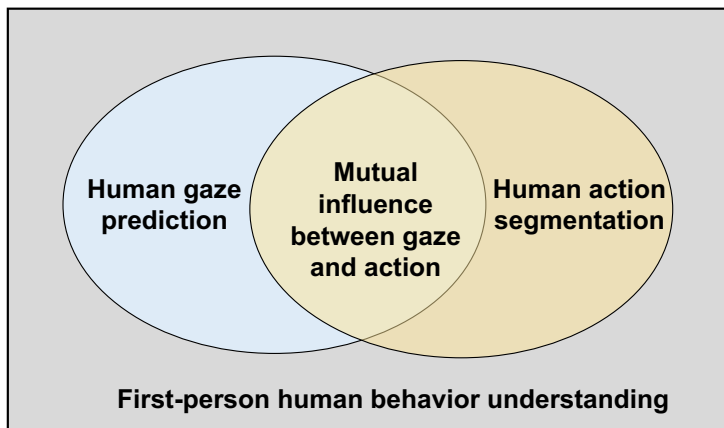 Human gaze
prediction
Mutual
influence
between gaze
and action
Human action
segmentation
First-person human behavior understanding